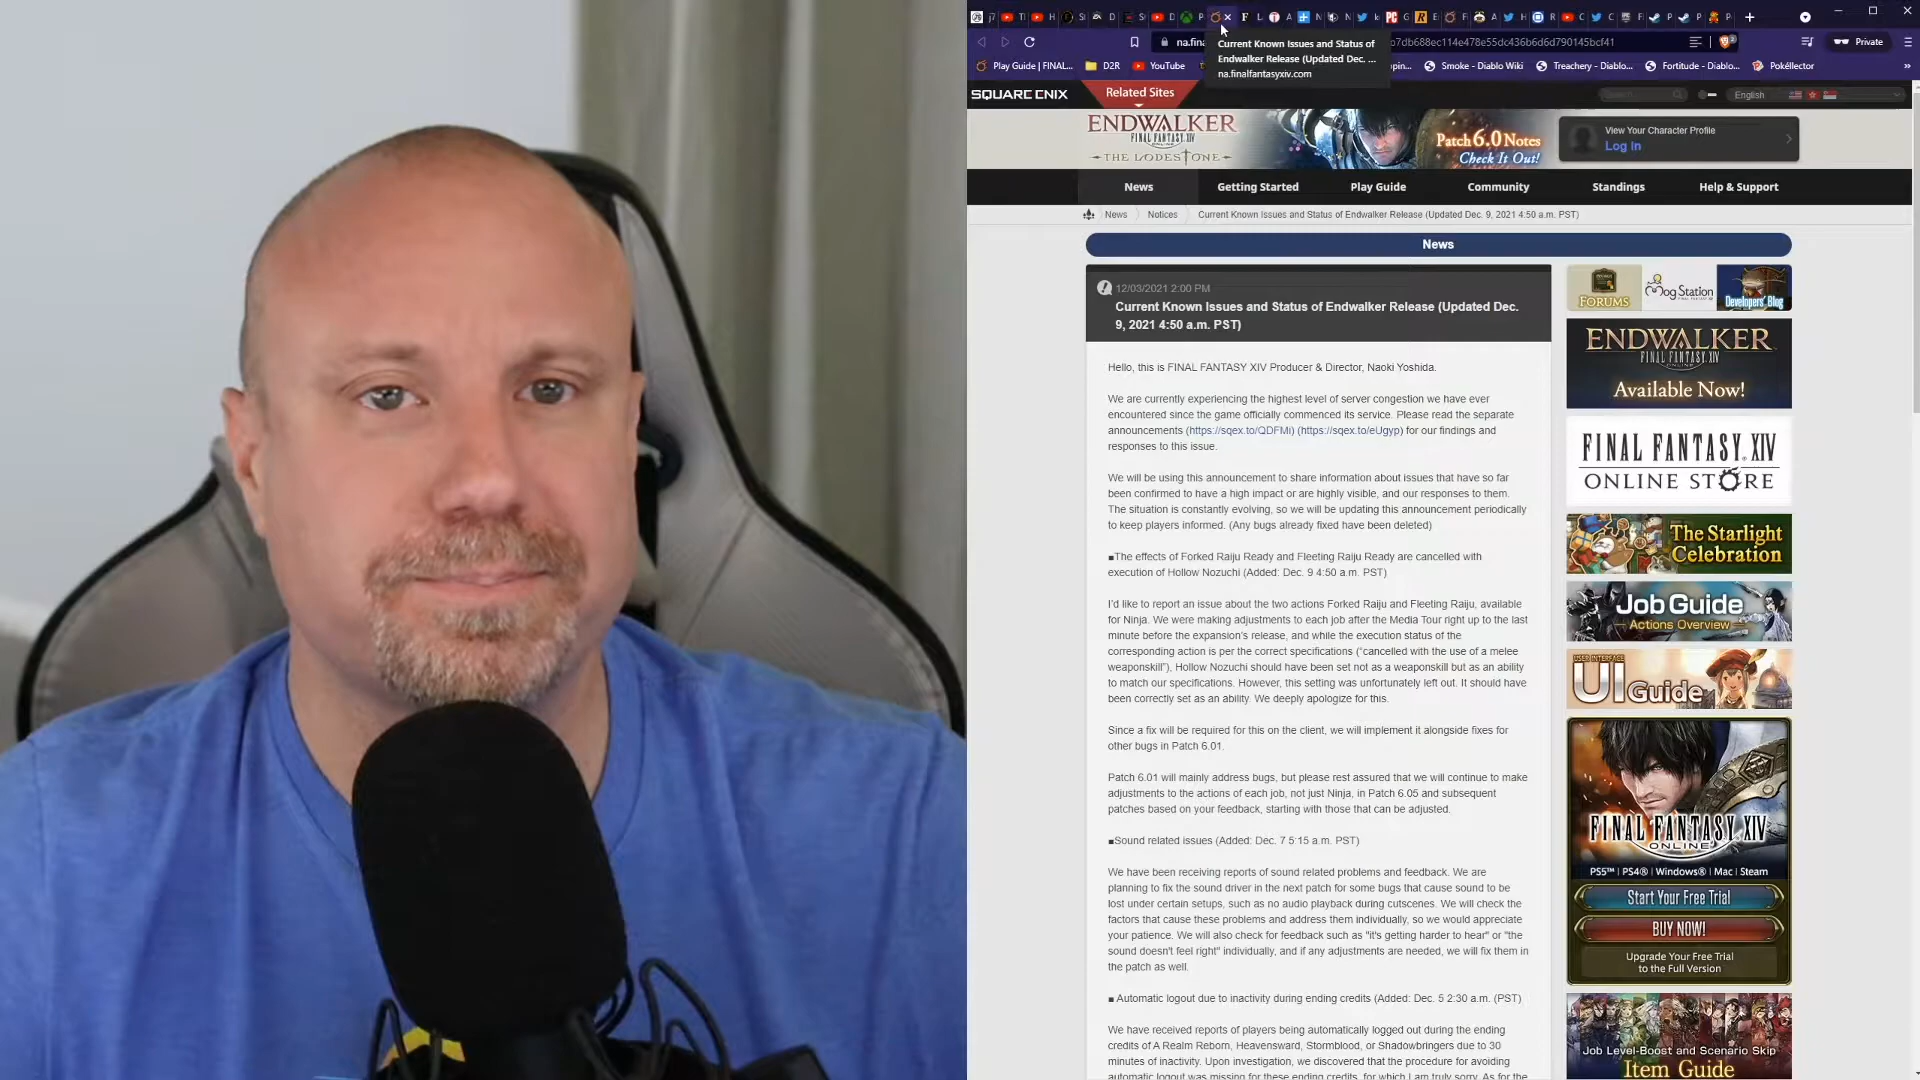 Current Known Issues and Status of
Endwalker Release (Updated Dec. ...
na.finalfantasyxiv.com
na.fina
7db688ec114e478e55dc436b6d6d790145bcf41
Private
Play Guide | FINAL...
D2R
YouTube
Smoke - Diablo Wiki
Treachery - Diablo...
Fortitude - Diablo...
Pokéllector
SQUARE ENIX
Related Sites
Search...
English
ENDWALKER
FINAL FANTASY XIV
THE LODESTONE
Patch 6.0 Notes
Check It Out!
View Your Character Profile
Log In
News
Getting Started
Play Guide
Community
Standings
Help & Support
News
Notices
Current Known Issues and Status of Endwalker Release (Updated Dec. 9, 2021 4:50 a.m. PST)
News
12/03/2021 2:00 PM
Current Known Issues and Status of Endwalker Release (Updated Dec.
9, 2021 4:50 a.m. PST)
Hello, this is FINAL FANTASY XIV Producer & Director, Naoki Yoshida.
We are currently experiencing the highest level of server congestion we have ever
encountered since the game officially commenced its service. Please read the separate
announcements (https://sqex.to/QDFMi) (https://sqex.to/eUgyp) for our findings and
responses to this issue.
We will be using this announcement to share information about issues that have so far
been confirmed to have a high impact or are highly visible, and our responses to them.
The situation is constantly evolving, so we will be updating this announcement periodically
to keep players informed. (Any bugs already fixed have been deleted)
■The effects of Forked Raiju Ready and Fleeting Raiju Ready are cancelled with
execution of Hollow Nozuchi (Added: Dec. 9 4:50 a.m. PST)
I'd like to report an issue about the two actions Forked Raiju and Fleeting Raiju, available
for Ninja. We were making adjustments to each job after the Media Tour right up to the last
minute before the expansion's release, and while the execution status of the
corresponding action is per the correct specifications ("cancelled with the use of a melee
weaponskill"), Hollow Nozuchi should have been set not as a weaponskill but as an ability
to match our specifications. However, this setting was unfortunately left out. It should have
been correctly set as an ability. We deeply apologize for this.
Since a fix will be required for this on the client, we will implement it alongside fixes for
other bugs in Patch 6.01.
Patch 6.01 will mainly address bugs, but please rest assured that we will continue to make
adjustments to the actions of each job, not just Ninja, in Patch 6.05 and subsequent
patches based on your feedback, starting with those that can be adjusted.
■Sound related issues (Added: Dec. 7 5:15 a.m. PST)
We have been receiving reports of sound related problems and feedback. We are
planning to fix the sound driver in the next patch for some bugs that cause sound to be
lost under certain setups, such as no audio playback during cutscenes. We will check the
factors that cause these problems and address them individually, so we would appreciate
your patience. We will also check for feedback such as "it's getting harder to hear" or "the
sound doesn't feel right" individually, and if any adjustments are needed, we will fix them in
the patch as well.
■ Automatic logout due to inactivity during ending credits (Added: Dec. 5 2:30 a.m. (PST)
We have received reports of players being automatically logged out during the ending
credits of A Realm Reborn, Heavensward, Stormblood, or Shadowbringers due to 30
minutes of inactivity. Upon investigation, we discovered that the procedure for avoiding
automatic logout was missing for these ending credits, for which I am truly sorry. As for the
FORUMS
Mog Station
Developers' Blog
ENDWALKER
FINAL FANTASY XIV
Available Now!
FINAL FANTASY XIV
ONLINE STORE
The Starlight
Celebration
Job Guide
Actions Overview
USER INTERFACE
UI Guide
FINAL FANTASY XIV
ONLINE
PS5™ | PS4® | Windows® | Mac | Steam
Start Your Free Trial
BUY NOW!
Upgrade Your Free Trial
to the Full Version
Job Level-Boost and Scenario Skip
Item Guide